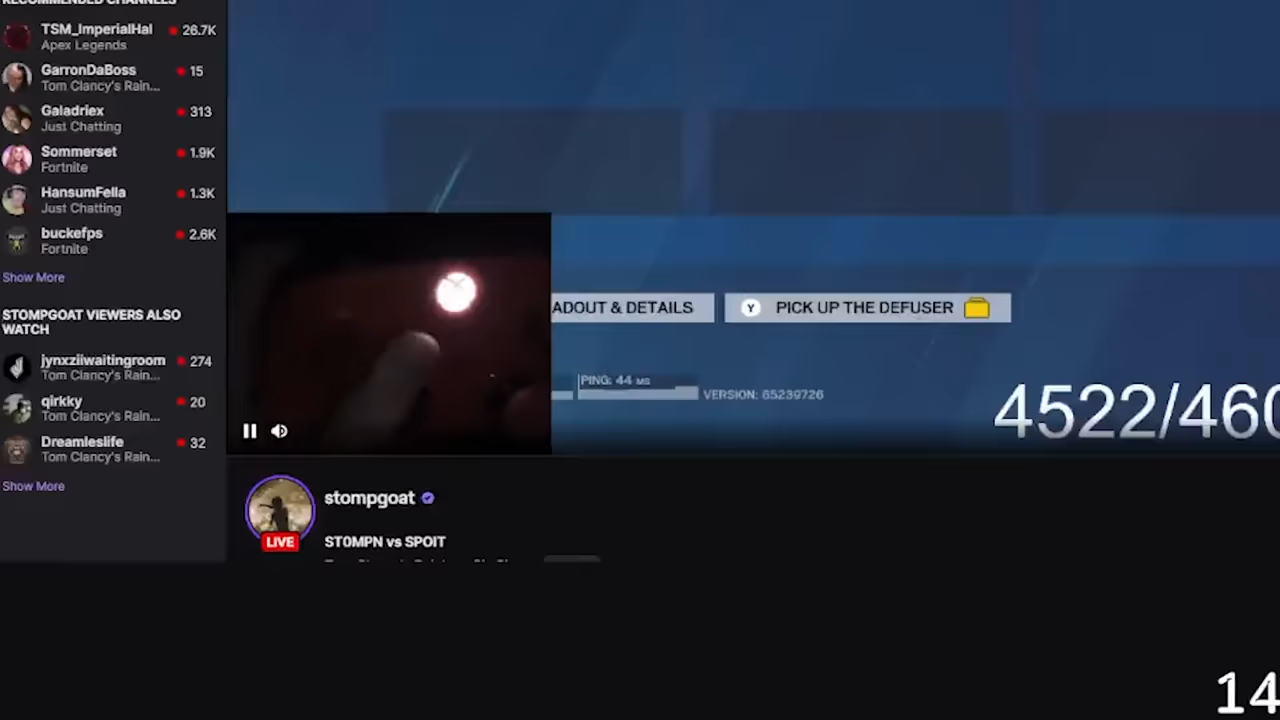 RECOMMENDED CHANNELS
TSM_ImperialHal 26.7K
Apex Legends
GarronDaBoss 15
Tom Clancy's Rain...
Galadriex 313
Just Chatting
Sommerset 1.9K
Fortnite
HansumFella 1.3K
Just Chatting
buckefps 2.6K
Fortnite
Show More
STOMPGOAT VIEWERS ALSO
WATCH
jynxziiwaitingroom 274
Tom Clancy's Rain...
qirkky 20
Tom Clancy's Rain...
Dreamleslife 32
Tom Clancy's Rain...
Show More
ADOUT & DETAILS
Y PICK UP THE DEFUSER
PING: 44 MS
VERSION: 65239726
4522/460
stompgoat
LIVE
ST0MPN vs SPOIT
14